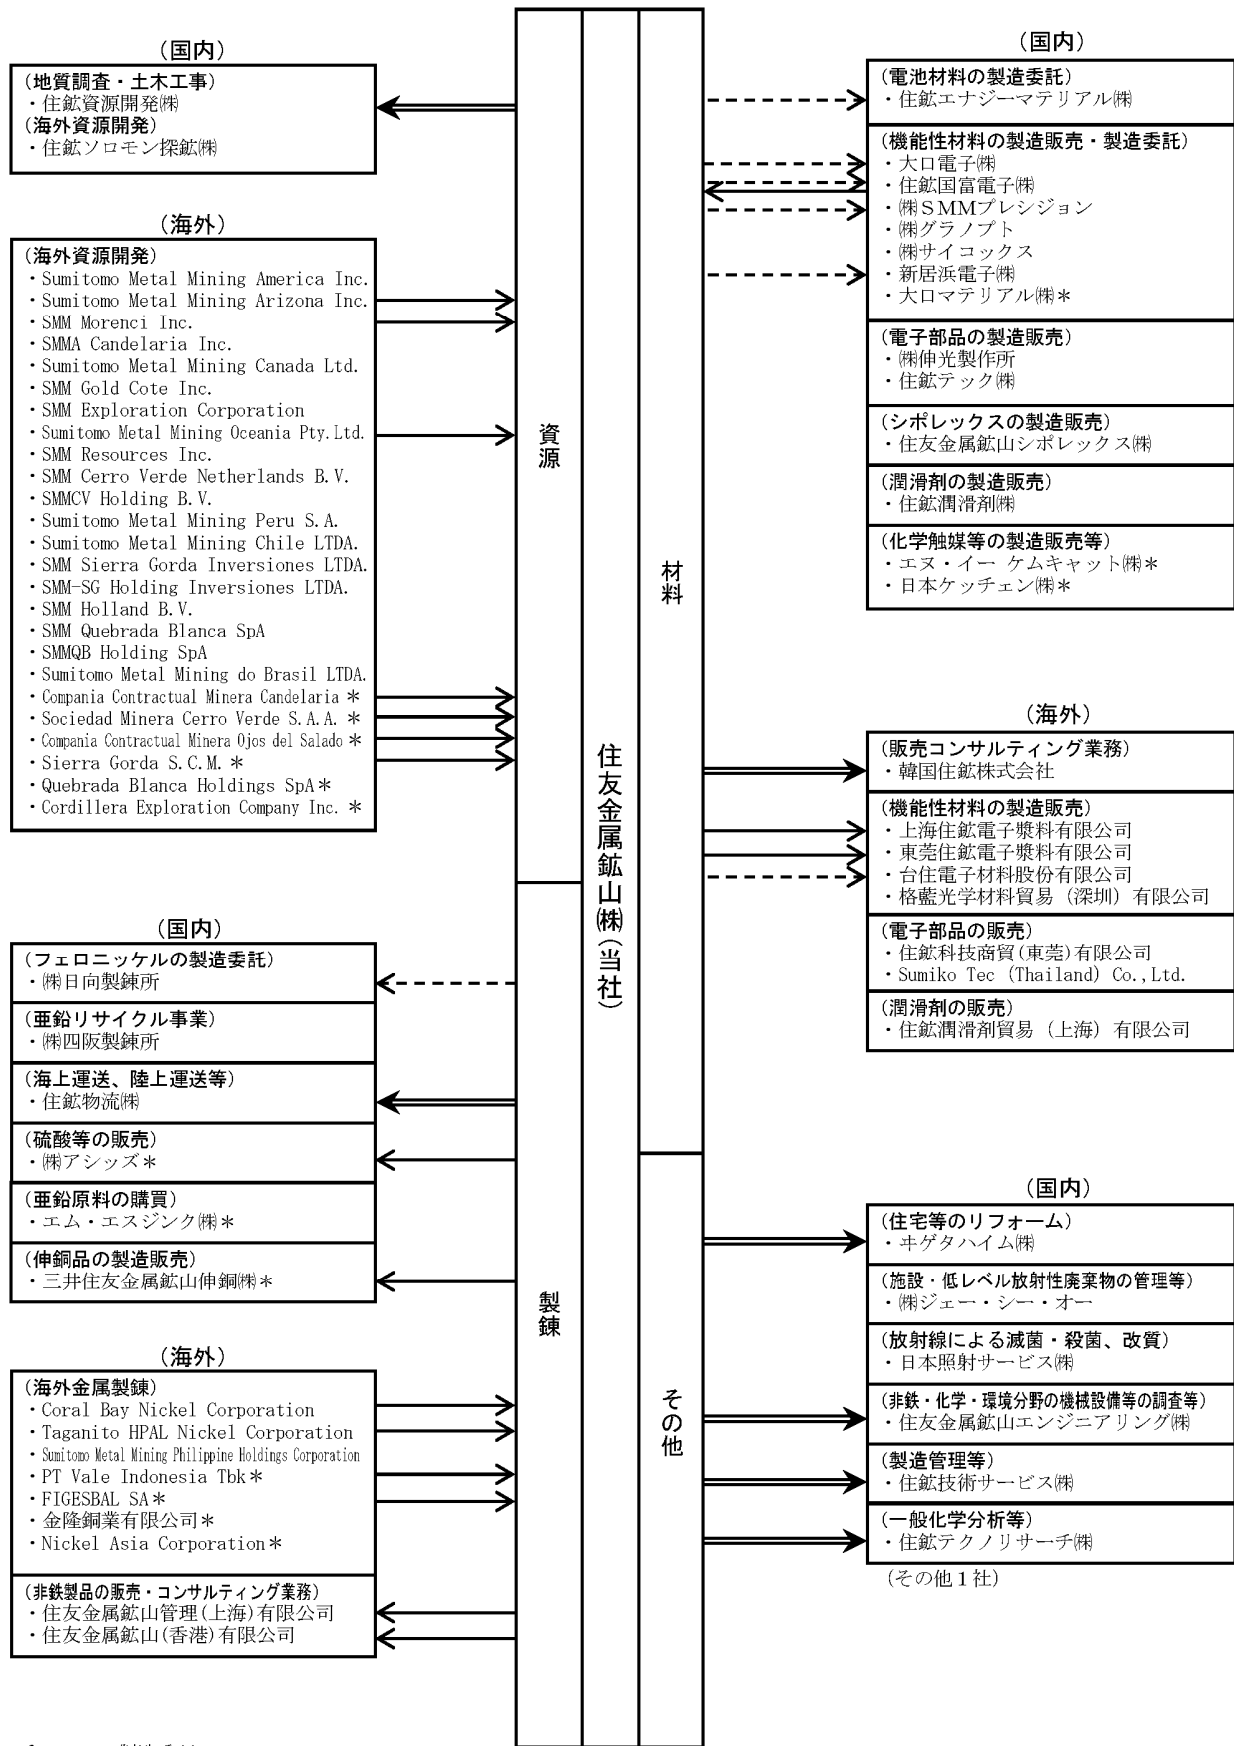 (国内)
(地質調査・土木工事)
・住鉱資源開発㈱
(海外資源開発)
・住鉱ソロモン探鉱㈱
(海外)
(海外資源開発)
・Sumitomo Metal Mining America Inc.
・Sumitomo Metal Mining Arizona Inc.
・SMM Morenci Inc.
・SMMA Candelaria Inc.
・Sumitomo Metal Mining Canada Ltd.
・SMM Gold Cote Inc.
・SMM Exploration Corporation
・Sumitomo Metal Mining Oceania Pty.Ltd.
・SMM Resources Inc.
・SMM Cerro Verde Netherlands B.V.
・SMMCV Holding B.V.
・Sumitomo Metal Mining Peru S.A.
・Sumitomo Metal Mining Chile LTDA.
・SMM Sierra Gorda Inversiones LTDA.
・SMM-SG Holding Inversiones LTDA.
・SMM Holland B.V.
・SMM Quebrada Blanca SpA
・SMMQB Holding SpA
・Sumitomo Metal Mining do Brasil LTDA.
・Compania Contractual Minera Candelaria *
・Sociedad Minera Cerro Verde S.A.A. *
・Compania Contractual Minera Ojos del Salado *
・Sierra Gorda S.C.M. *
・Quebrada Blanca Holdings SpA*
・Cordillera Exploration Company Inc. *
(国内)
(フェロニッケルの製造委託)
・㈱日向製錬所
(亜鉛リサイクル事業)
・㈱四阪製錬所
(海上運送、陸上運送等)
・住鉱物流㈱
(硫酸等の販売)
・㈱アシッズ*
(亜鉛原料の購買)
・エム・エスジンク㈱*
(伸銅品の製造販売)
・三井住友金属鉱山伸銅㈱*
(海外)
(海外金属製錬)
・Coral Bay Nickel Corporation
・Taganito HPAL Nickel Corporation
・Sumitomo Metal Mining Philippine Holdings Corporation
・PT Vale Indonesia Tbk*
・FIGESBAL SA*
・金隆銅業有限公司*
・Nickel Asia Corporation*
(非鉄製品の販売・コンサルティング業務)
・住友金属鉱山管理(上海)有限公司
・住友金属鉱山(香港)有限公司
資源
製錬
住友金属鉱山㈱(当社)
材料
その他
(国内)
(電池材料の製造委託)
・住鉱エナジーマテリアル㈱
(機能性材料の製造販売・製造委託)
・大口電子㈱
・住鉱国富電子㈱
・㈱SMMプレシジョン
・㈱グラノプト
・㈱サイコックス
・新居浜電子㈱
・大口マテリアル㈱*
(電子部品の製造販売)
・㈱伸光製作所
・住鉱テック㈱
(シポレックスの製造販売)
・住友金属鉱山シポレックス㈱
(潤滑剤の製造販売)
・住鉱潤滑剤㈱
(化学触媒等の製造販売等)
・エヌ・イー ケムキャット㈱*
・日本ケッチェン㈱*
(海外)
(販売コンサルティング業務)
・韓国住鉱株式会社
(機能性材料の製造販売)
・上海住鉱電子漿料有限公司
・東莞住鉱電子漿料有限公司
・台住電子材料股份有限公司
・格藍光学材料貿易(深圳)有限公司
(電子部品の販売)
・住鉱科技商貿(東莞)有限公司
・Sumiko Tec (Thailand) Co.,Ltd.
(潤滑剤の販売)
・住鉱潤滑剤貿易(上海)有限公司
(国内)
(住宅等のリフォーム)
・ヰゲタハイム㈱
(施設・低レベル放射性廃棄物の管理等)
・㈱ジェー・シー・オー
(放射線による滅菌・殺菌、改質)
・日本照射サービス㈱
(非鉄・化学・環境分野の機械設備等の調査等)
・住友金属鉱山エンジニアリング㈱
(製造管理等)
・住鉱技術サービス㈱
(一般化学分析等)
・住鉱テクノリサーチ㈱
(その他1社)